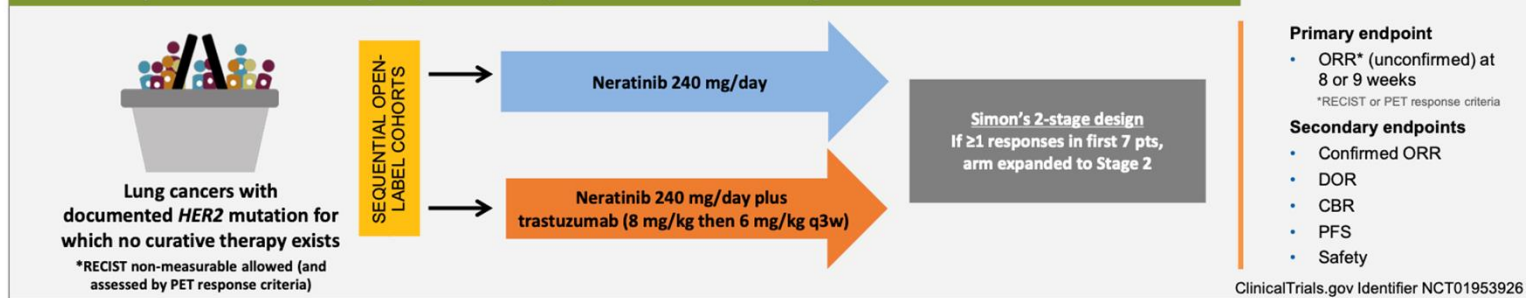 Lung cancers with
documented HER2 mutation for
which no curative therapy exists
*RECIST non-measurable allowed (and
assessed by PET response criteria)
SEQUENTIAL OPEN-
LABEL COHORTS
Neratinib 240 mg/day
Neratinib 240 mg/day plus
trastuzumab (8 mg/kg then 6 mg/kg q3w)
Simon's 2-stage design
If ≥1 responses in first 7 pts,
arm expanded to Stage 2
Primary endpoint
• ORR* (unconfirmed) at
8 or 9 weeks
*RECIST or PET response criteria
Secondary endpoints
• Confirmed ORR
• DOR
• CBR
• PFS
• Safety
ClinicalTrials.gov Identifier NCT01953926